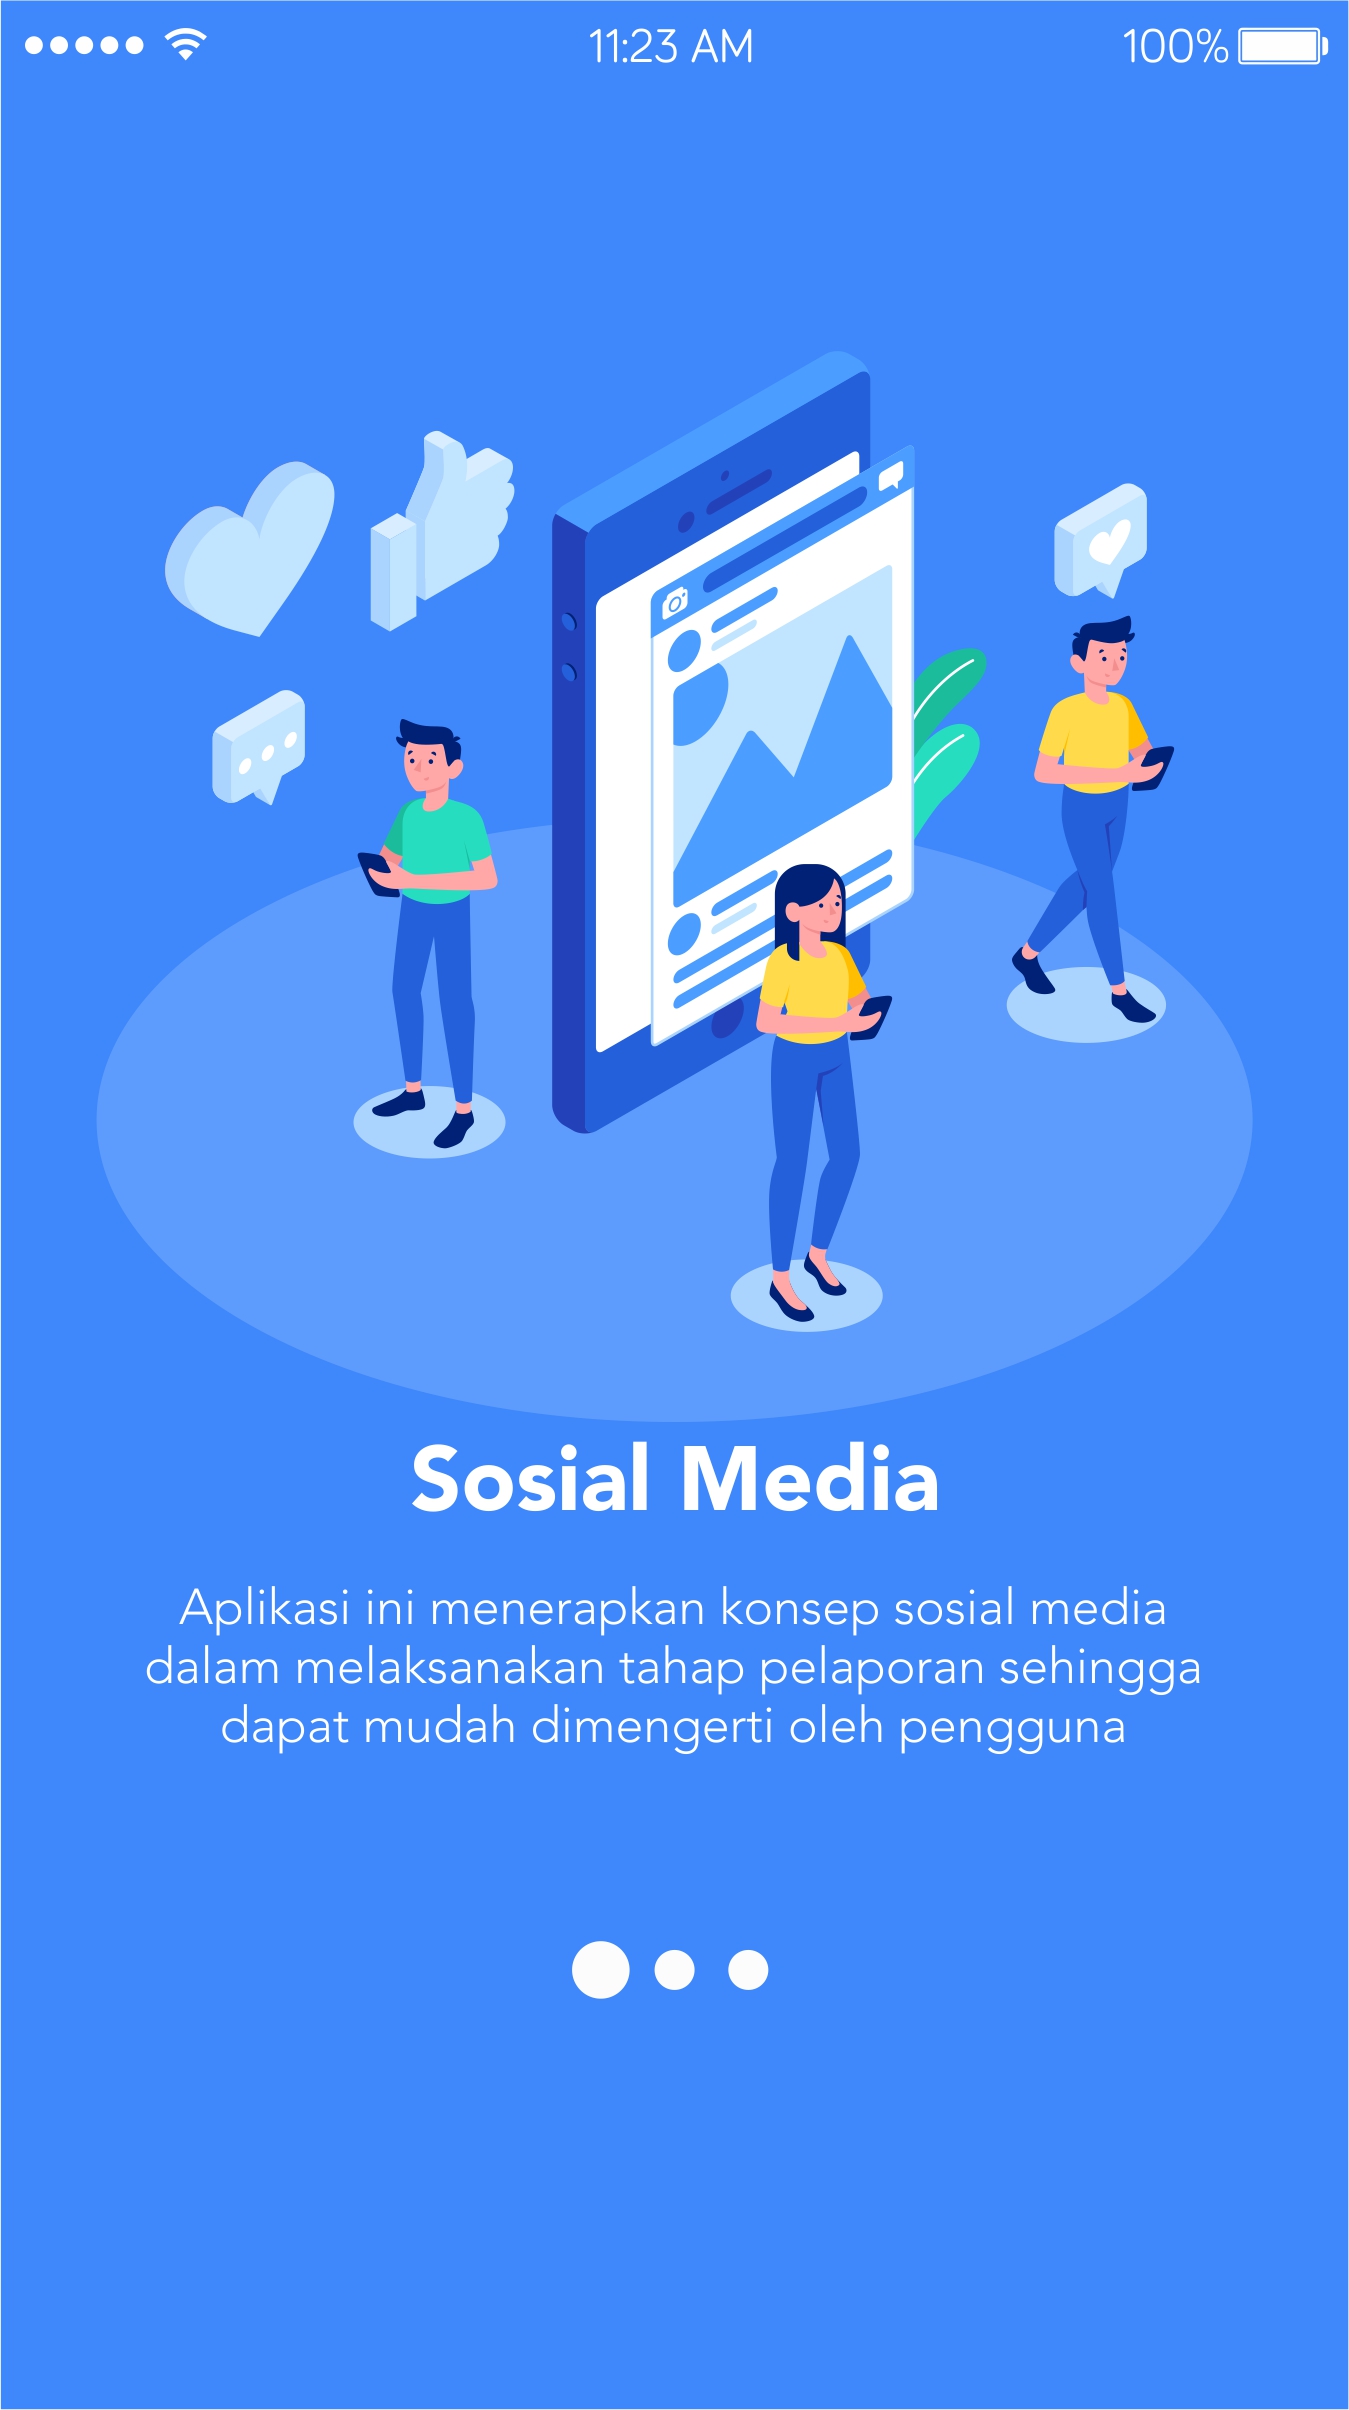 11:23 AM
100%
Sosial Media
Aplikasi ini menerapkan konsep sosial media
dalam melaksanakan tahap pelaporan sehingga
dapat mudah dimengerti oleh pengguna